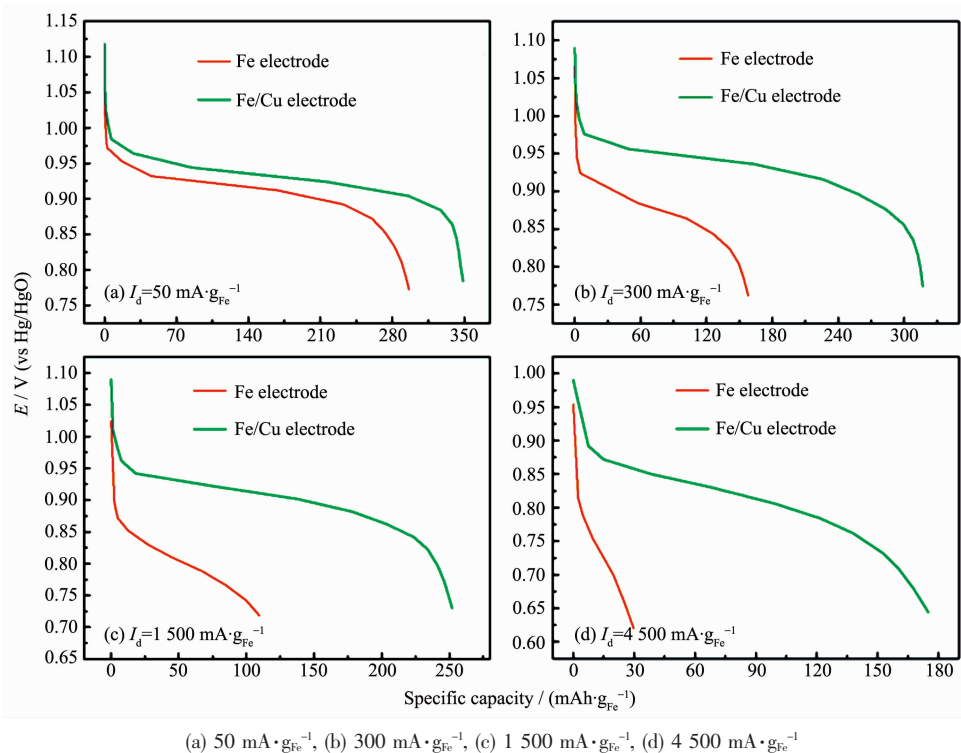 1.15
1.10
1.05
1.00
0.95
0.90
0.85
0.80
0.75
Fe electrode
Fe/Cu electrode
(a) I_d=50 mA·g_Fe⁻¹
0 70 140 210 280 350
1.10
1.05
1.00
0.95
0.90
0.85
0.80
0.75
Fe electrode
Fe/Cu electrode
(b) I_d=300 mA·g_Fe⁻¹
0 60 120 180 240 300
E / V (vs Hg/HgO)
1.10
1.05
1.00
0.95
0.90
0.85
0.80
0.75
0.70
0.65
Fe electrode
Fe/Cu electrode
(c) I_d=1 500 mA·g_Fe⁻¹
0 50 100 150 200 250
1.00
0.95
0.90
0.85
0.80
0.75
0.70
0.65
0.60
Fe electrode
Fe/Cu electrode
(d) I_d=4 500 mA·g_Fe⁻¹
0 30 60 90 120 150 180
Specific capacity / (mAh·g_Fe⁻¹)
(a) 50 mA·g_Fe⁻¹, (b) 300 mA·g_Fe⁻¹, (c) 1 500 mA·g_Fe⁻¹, (d) 4 500 mA·g_Fe⁻¹